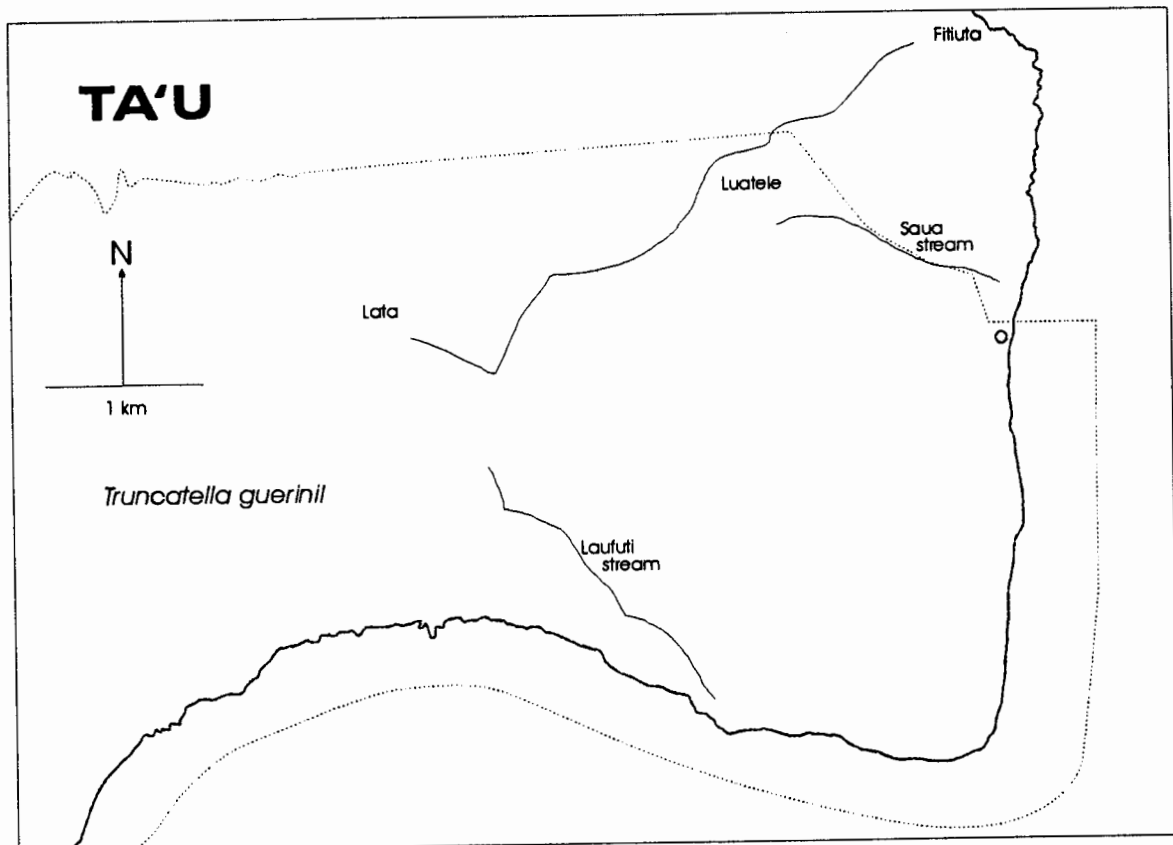 Fitiuta
TA‘U
Luatele
Saua
stream
N
Lata
1 km
Truncatella guerinii
Laufuti
stream